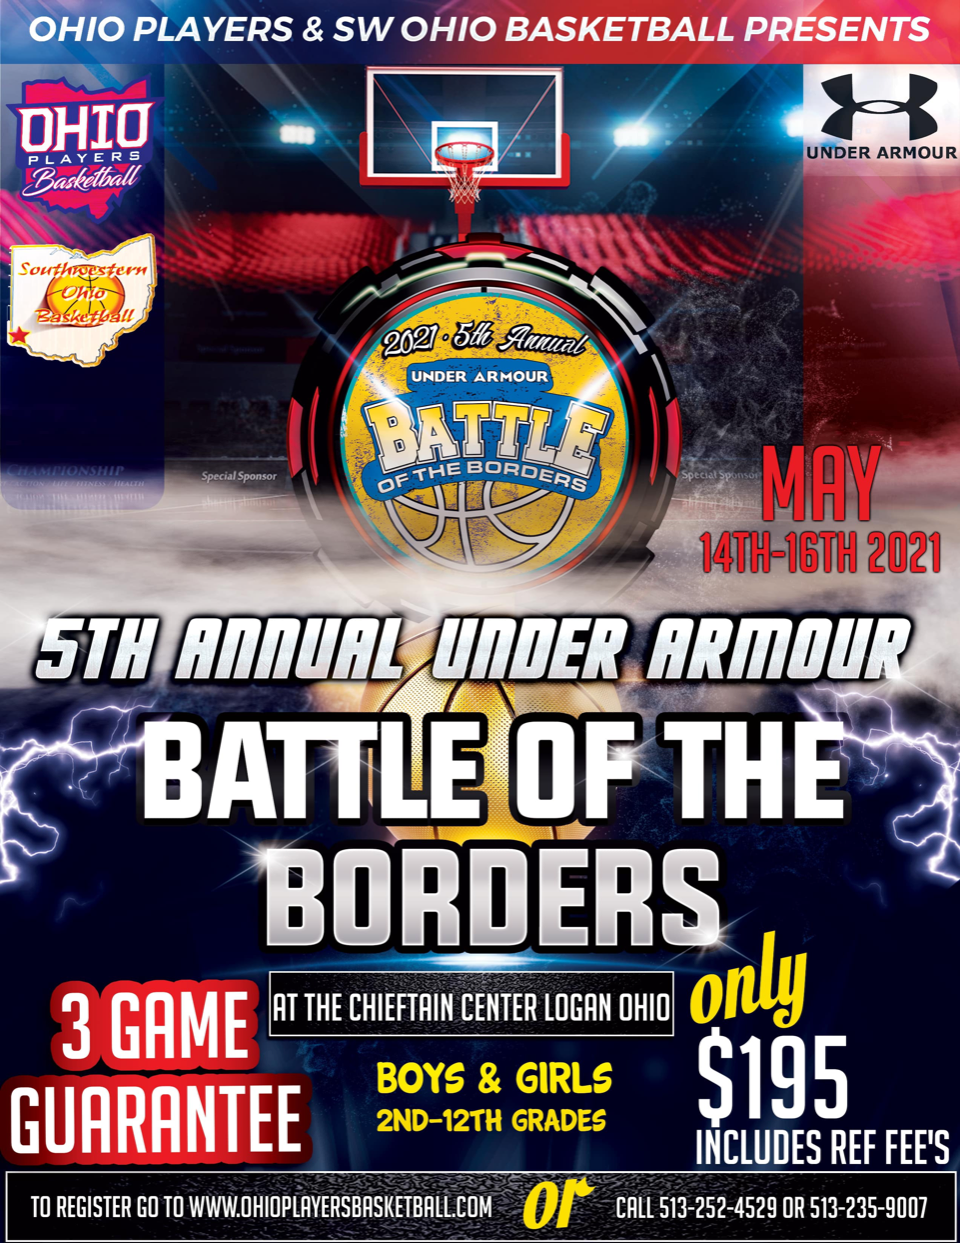 OHIO PLAYERS & SW OHIO BASKETBALL PRESENTS
OHIO
PLAYERS
Basketball
UNDER ARMOUR
Southwestern
Ohio
Basketball
2021 · 5th Annual
UNDER ARMOUR
BATTLE
OF THE BORDERS
CHAMPIONSHIP
Special Sponsor
Special Sponsor
MAY
14TH-16TH 2021
5TH ANNUAL UNDER ARMOUR
BATTLE OF THE
BORDERS
3 GAME
GUARANTEE
AT THE CHIEFTAIN CENTER LOGAN OHIO
BOYS & GIRLS
2ND-12TH GRADES
only
$195
INCLUDES REF FEE'S
TO REGISTER GO TO WWW.OHIOPLAYERSBASKETBALL.COM
or
CALL 513-252-4529 OR 513-235-9007